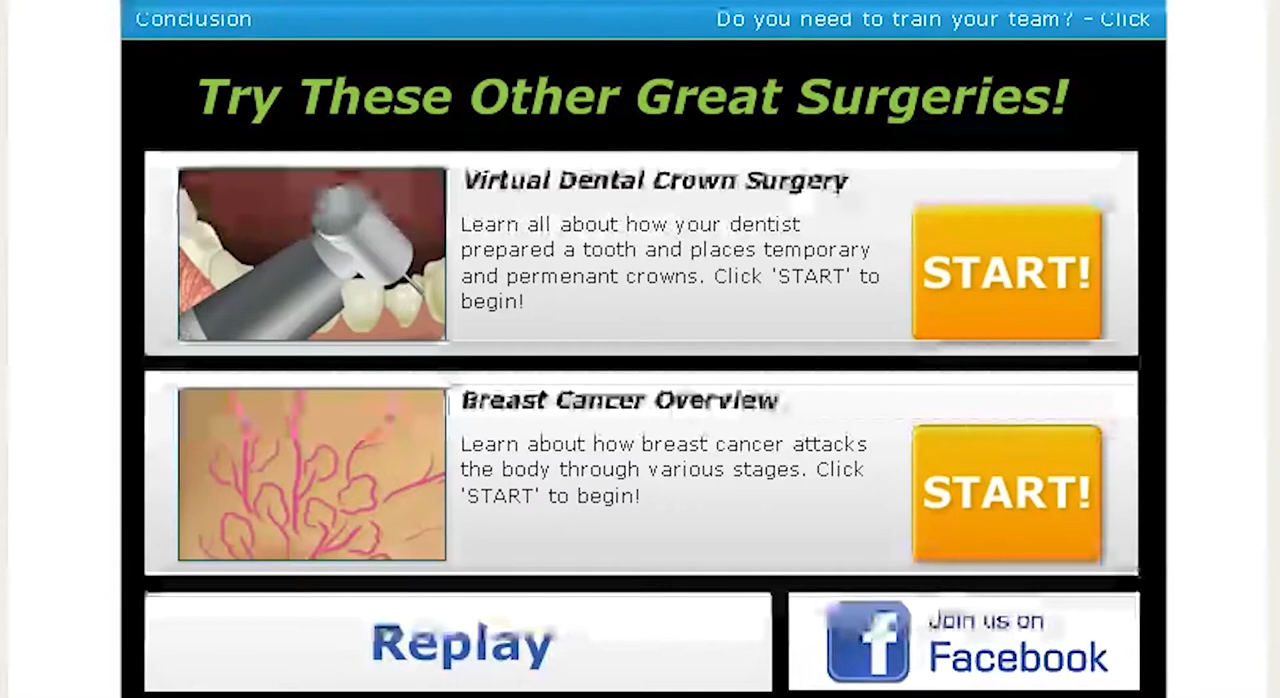 Conclusion
Do you need to train your team? - Click
Try These Other Great Surgeries!
Virtual Dental Crown Surgery
Learn all about how your dentist
prepared a tooth and places temporary
and permenant crowns. Click 'START' to
begin!
START!
Breast Cancer Overview
Learn about how breast cancer attacks
the body through various stages. Click
'START' to begin!
START!
Replay
f
Join us on
Facebook